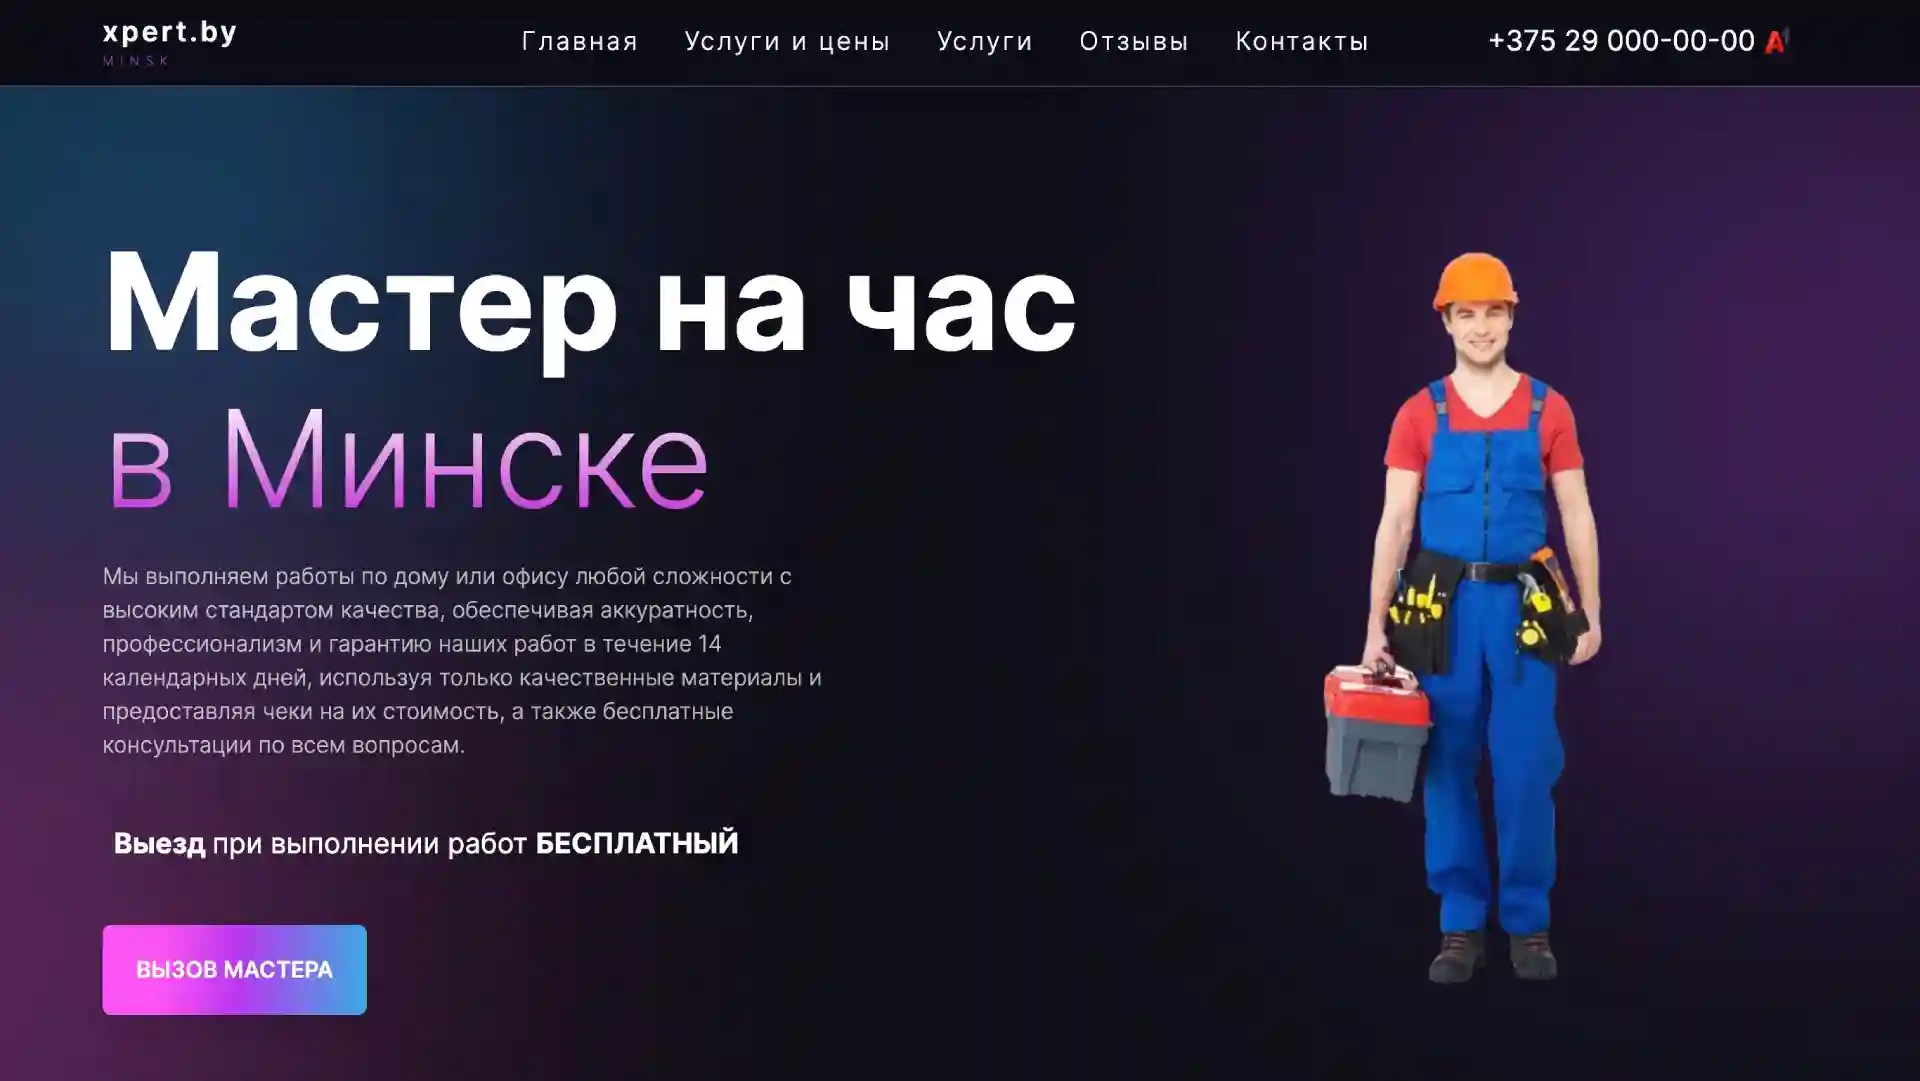 xpert.by
MINSK
Главная Услуги и цены Услуги Отзывы Контакты
+375 29 000-00-00 A1
Мастер на час
в Минске
Мы выполняем работы по дому или офису любой сложности с
высоким стандартом качества, обеспечивая аккуратность,
профессионализм и гарантию наших работ в течение 14
календарных дней, используя только качественные материалы и
предоставляя чеки на их стоимость, а также бесплатные
консультации по всем вопросам.
Выезд при выполнении работ БЕСПЛАТНЫЙ
ВЫЗОВ МАСТЕРА